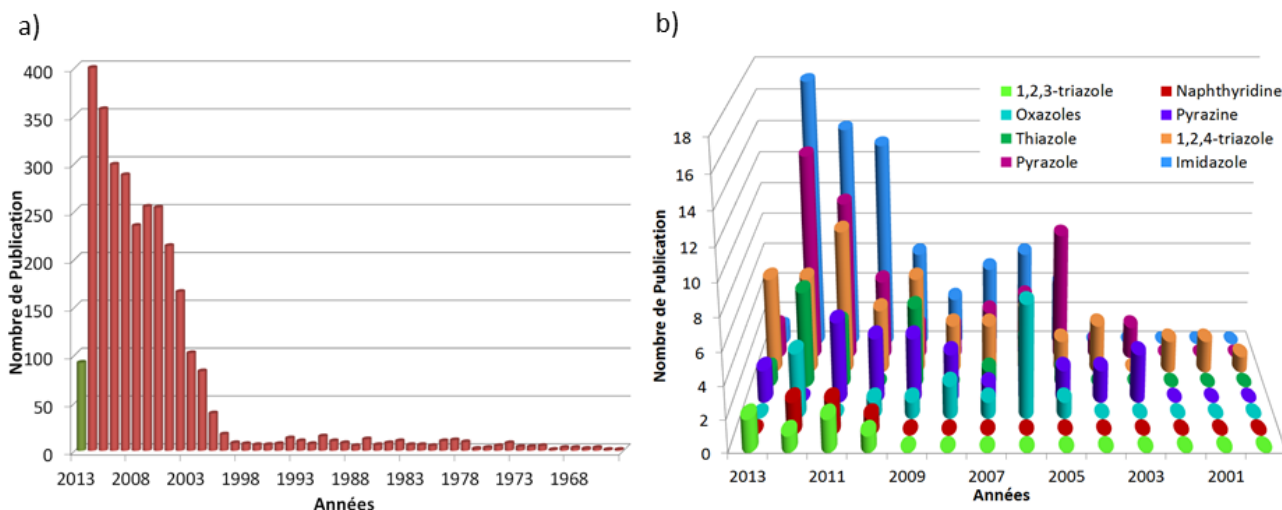 a)
Nombre de Publication
400
350
300
250
200
150
100
50
0
2013 2008 2003 1998 1993 1988 1983 1978 1973 1968
Années
b)
1,2,3-triazole Naphthyridine
Oxazoles Pyrazine
Thiazole 1,2,4-triazole
Pyrazole Imidazole
Nombre de Publication
18
16
14
12
10
8
6
4
2
0
2013 2011 2009 2007 2005 2003 2001
Années